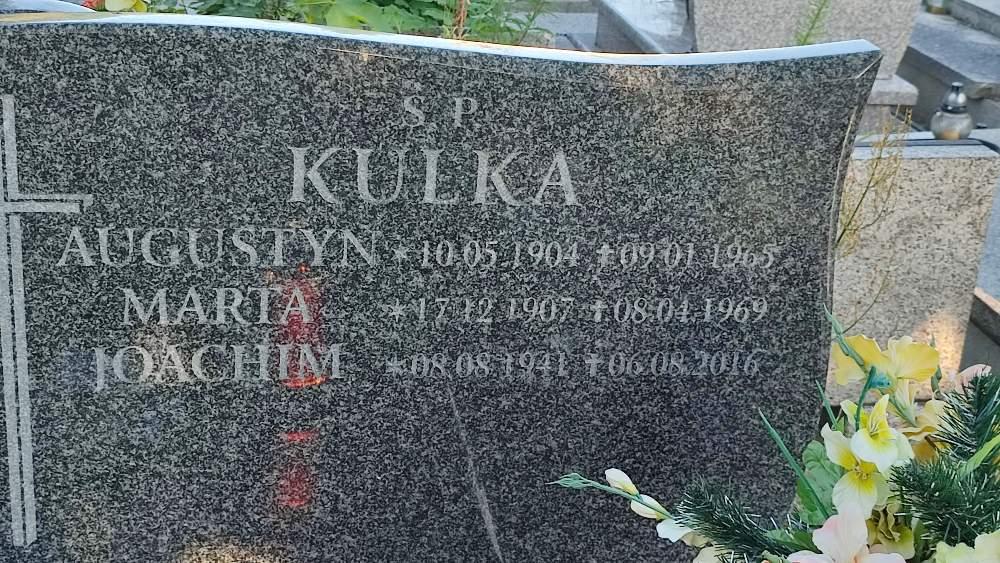 Ś P
KULKA
AUGUSTYN * 10.05.1904 † 09.01.1965
MARTA * 17.12.1907 † 08.04.1969
JOACHIM * 08.08.1941 † 06.08.2016